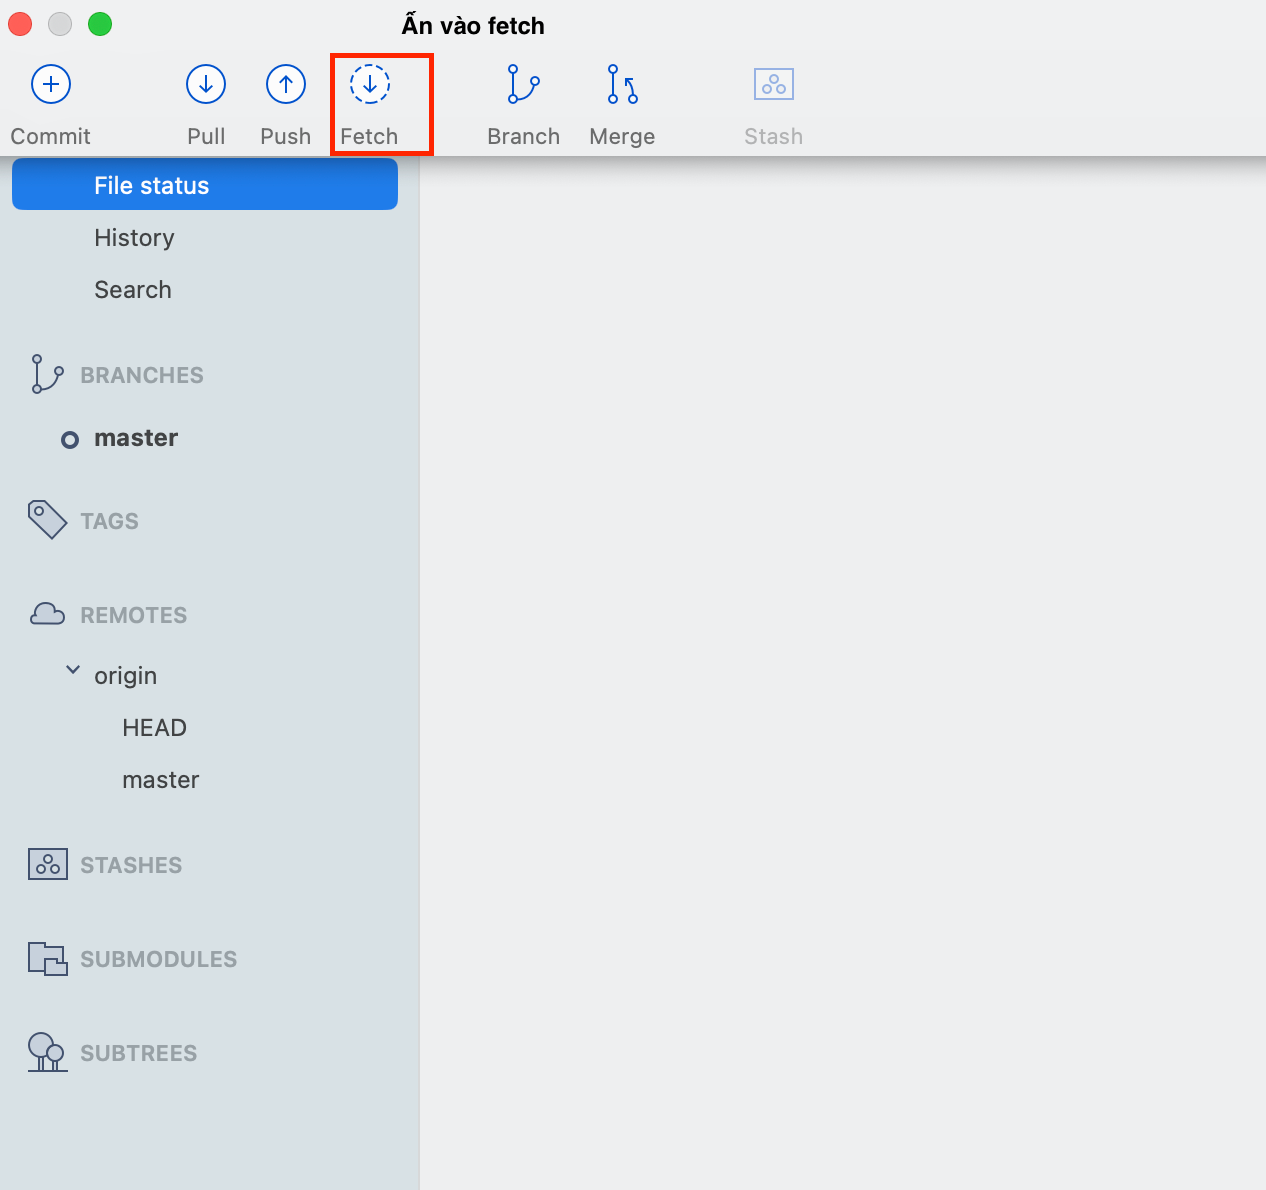 Ấn vào fetch
Commit
Pull
Push
Fetch
Branch
Merge
Stash
File status
History
Search
BRANCHES
master
TAGS
REMOTES
origin
HEAD
master
STASHES
SUBMODULES
SUBTREES